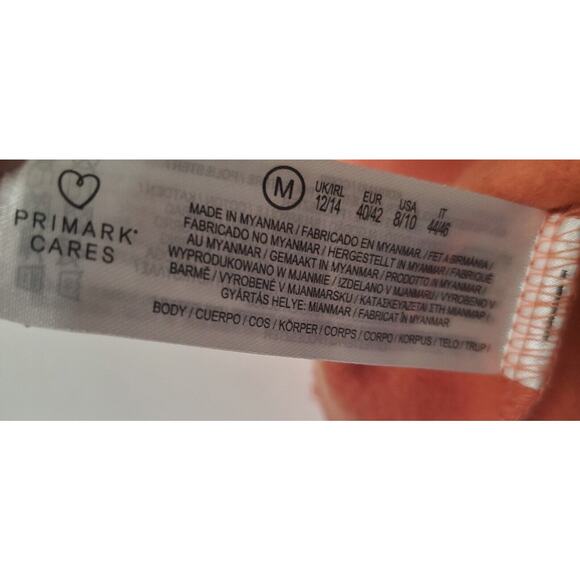 PRIMARK®
CARES
M
UK/IRL EUR USA IT
12/14 40/42 8/10 44/46
MADE IN MYANMAR / FABRICADO EN MYANMAR / FET A BIRMÀNIA /
FABRICADO NO MYANMAR / HERGESTELLT IN MYANMAR / FABRIQUÉ
AU MYANMAR / GEMAAKT IN MYANMAR / PRODOTTO IN MYANMAR /
WYPRODUKOWANO W MJANMIE / IZDELANO V MJANMARU / VYROBENO V
BARMĚ / VYROBENÉ V MJANMARSKU / ΚΑΤΑΣΚΕΥΑΖΕΤΑΙ ΣΤΗ ΜΙΑΝΜΑΡ /
GYÁRTÁS HELYE: MIANMAR / FABRICAT ÎN MYANMAR
BODY / CUERPO / COS / KÖRPER / CORPS / CORPO / KORPUS / TELO / TRUP /